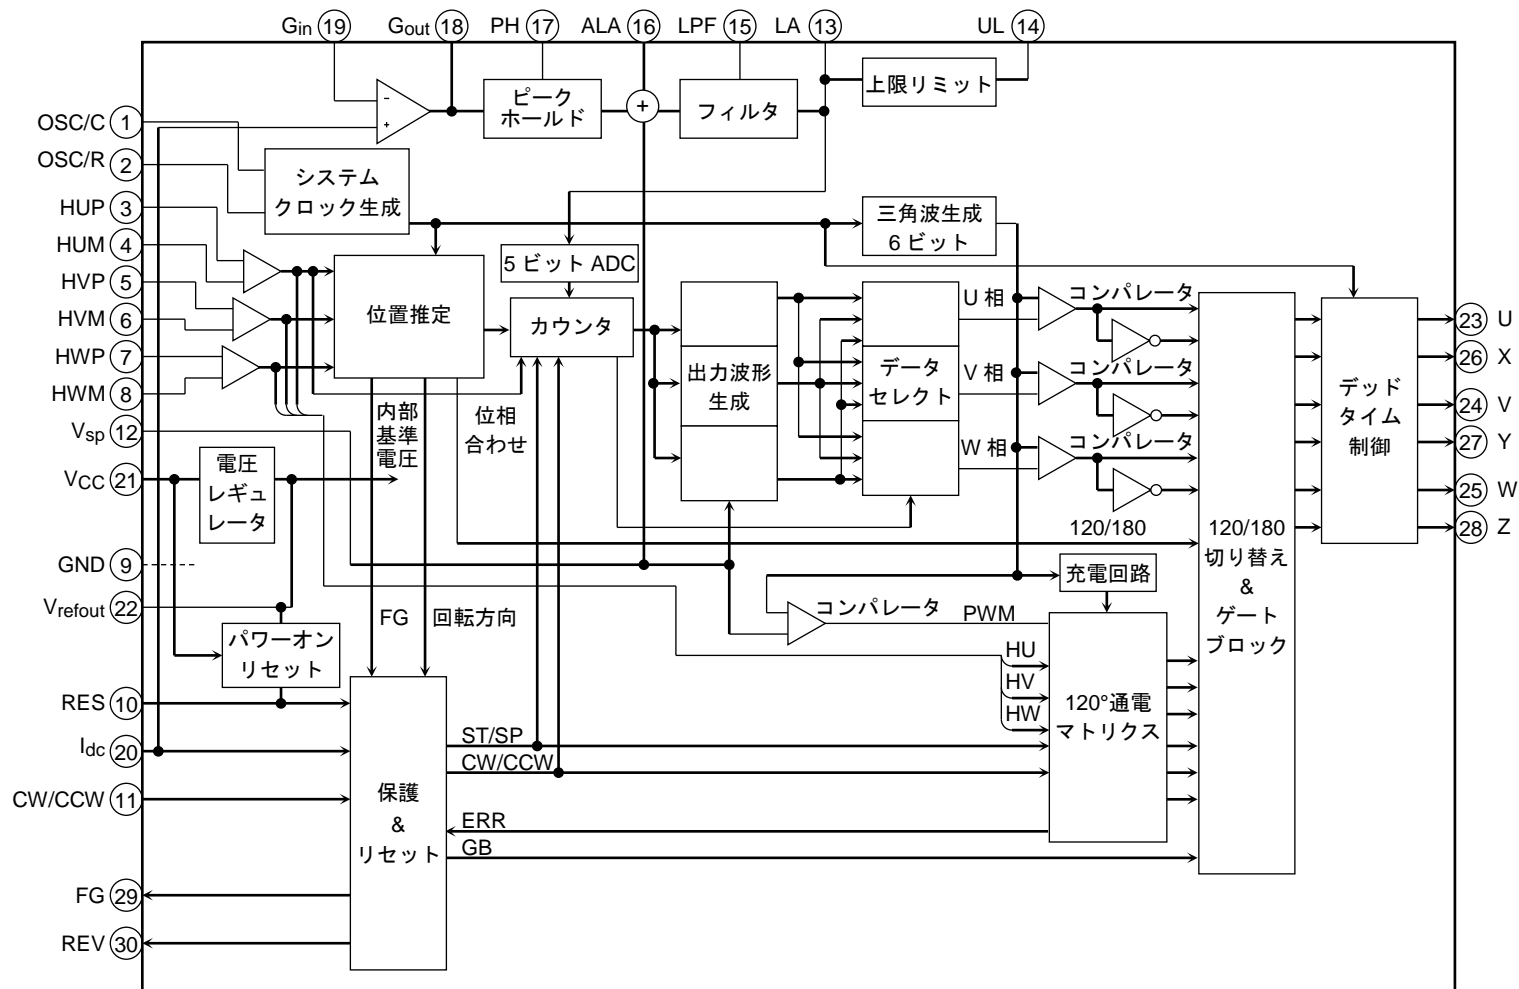 Gin 19
Gout 18
PH 17
ALA 16
LPF 15
LA 13
UL 14
OSC/C 1
OSC/R 2
HUP 3
HUM 4
HVP 5
HVM 6
HWP 7
HWM 8
Vsp 12
VCC 21
GND 9
Vrefout 22
RES 10
Idc 20
CW/CCW 11
FG 29
REV 30
-
+
ピーク
ホールド
+
フィルタ
上限リミット
システム
クロック生成
三角波生成
6 ビット
5 ビット ADC
位置推定
カウンタ
出力波形
生成
データ
セレクト
U 相
V 相
W 相
コンパレータ
コンパレータ
コンパレータ
内部
基準
電圧
位相
合わせ
電圧
レギュ
レータ
120/180
120/180
切り替え
&
ゲート
ブロック
デッド
タイム
制御
充電回路
コンパレータ
PWM
FG
回転方向
パワーオン
リセット
HU
HV
HW
120°通電
マトリクス
ST/SP
CW/CCW
ERR
GB
保護
&
リセット
23 U
26 X
24 V
27 Y
25 W
28 Z